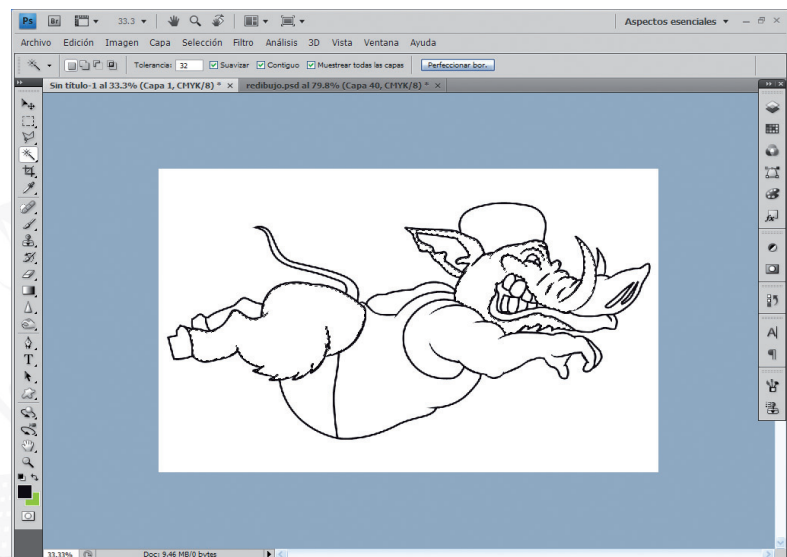 Ps Br 33.3 Aspectos esenciales
Archivo Edición Imagen Capa Selección Filtro Análisis 3D Vista Ventana Ayuda
Tolerancia: 32 Suavizar Contiguo Muestrear todas las capas Perfeccionar bor.
Sin título-1 al 33.3% (Capa 1, CMYK/8) * × redibujo.psd al 79.8% (Capa 40, CMYK/8) * ×
33.33% Doc: 9.46 MB/0 bytes